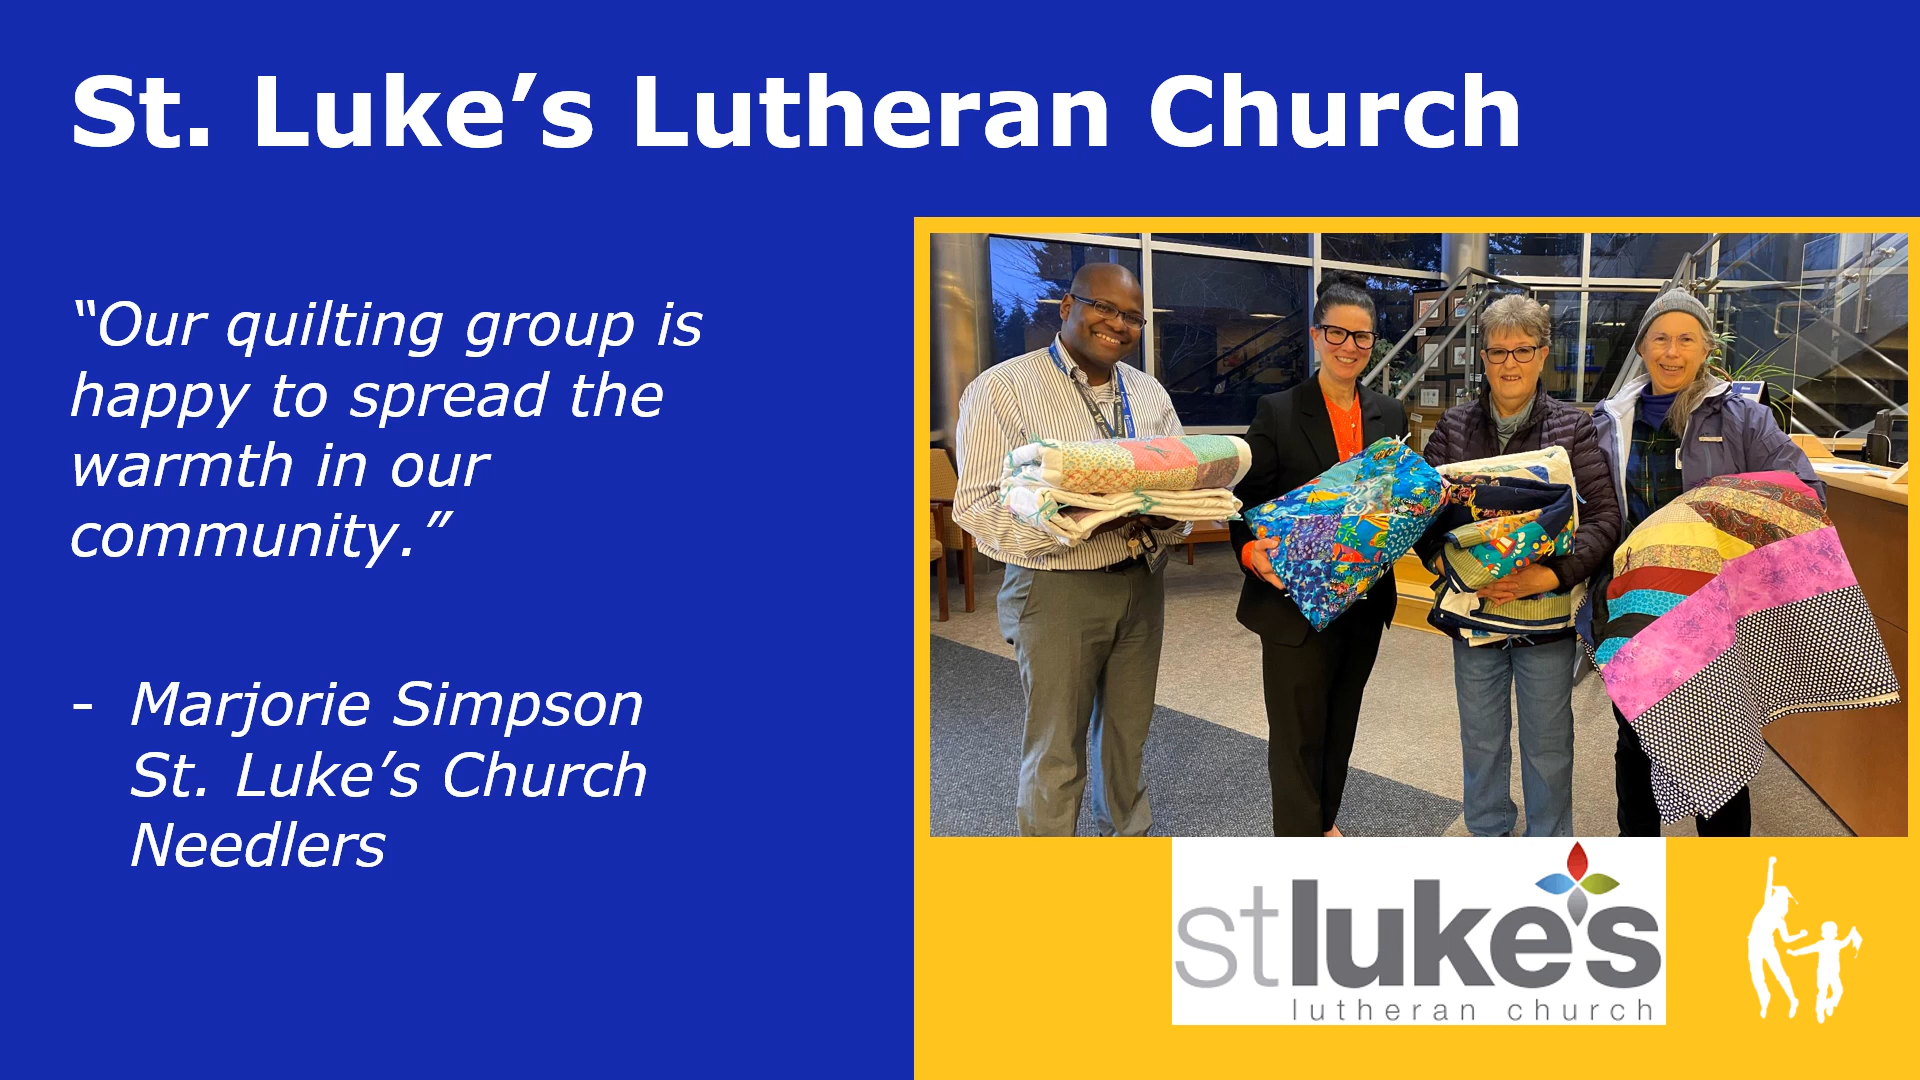 St. Luke’s Lutheran Church
“Our quilting group is
happy to spread the
warmth in our
community.”
- Marjorie Simpson
St. Luke’s Church
Needlers
stluke's
lutheran church